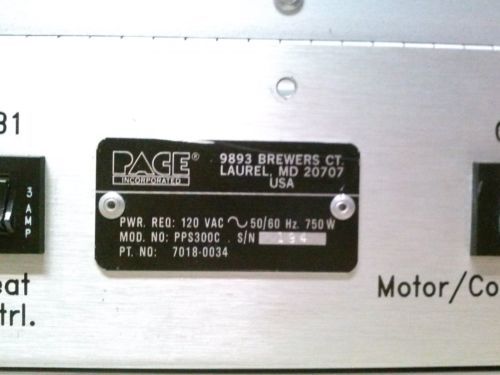 B1
3 AMP
eat
trl.
PACE®
INCORPORATED
9893 BREWERS CT.
LAUREL, MD 20707
USA
PWR. REQ: 120 VAC ~ 50/60 Hz. 750 W
MOD. NO: PPS300C . S/N 194
PT. NO: 7018-0034
C
Motor/Co